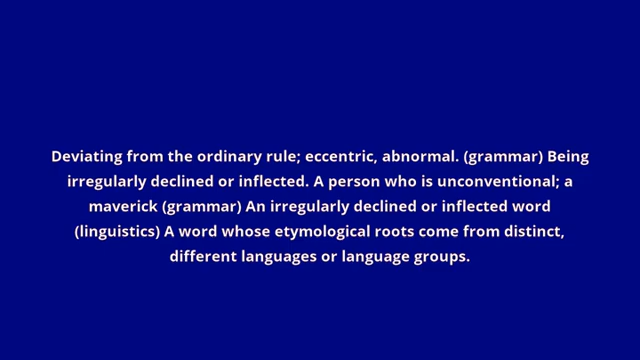 Deviating from the ordinary rule; eccentric, abnormal. (grammar) Being
irregularly declined or inflected. A person who is unconventional; a
maverick (grammar) An irregularly declined or inflected word
(linguistics) A word whose etymological roots come from distinct,
different languages or language groups.